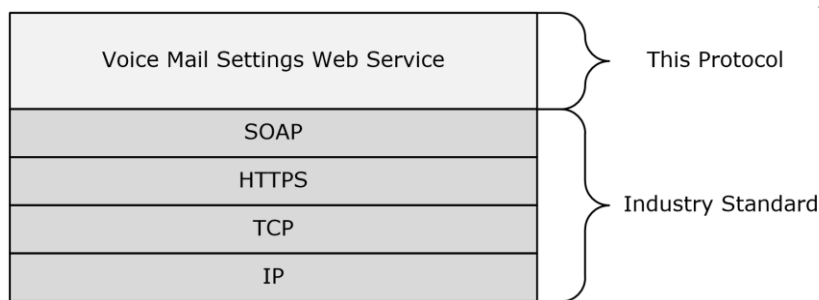 Voice Mail Settings Web Service
This Protocol
SOAP
HTTPS
TCP
IP
Industry Standard